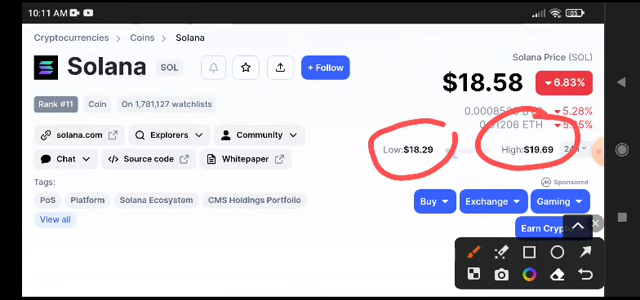 10:11 AM
Cryptocurrencies > Coins > Solana
Solana SOL + Follow
Solana Price (SOL)
$18.58 6.83%
Rank #11 Coin On 1,781,127 watchlists
5.28%
ETH
solana.com Explorers Community
Low:$18.29 High:$19.69
Chat Source code Whitepaper
Sponsored
Tags:
PoS Platform Solana Ecosystem CMS Holdings Portfolio
Buy Exchange Gaming
View all
Earn